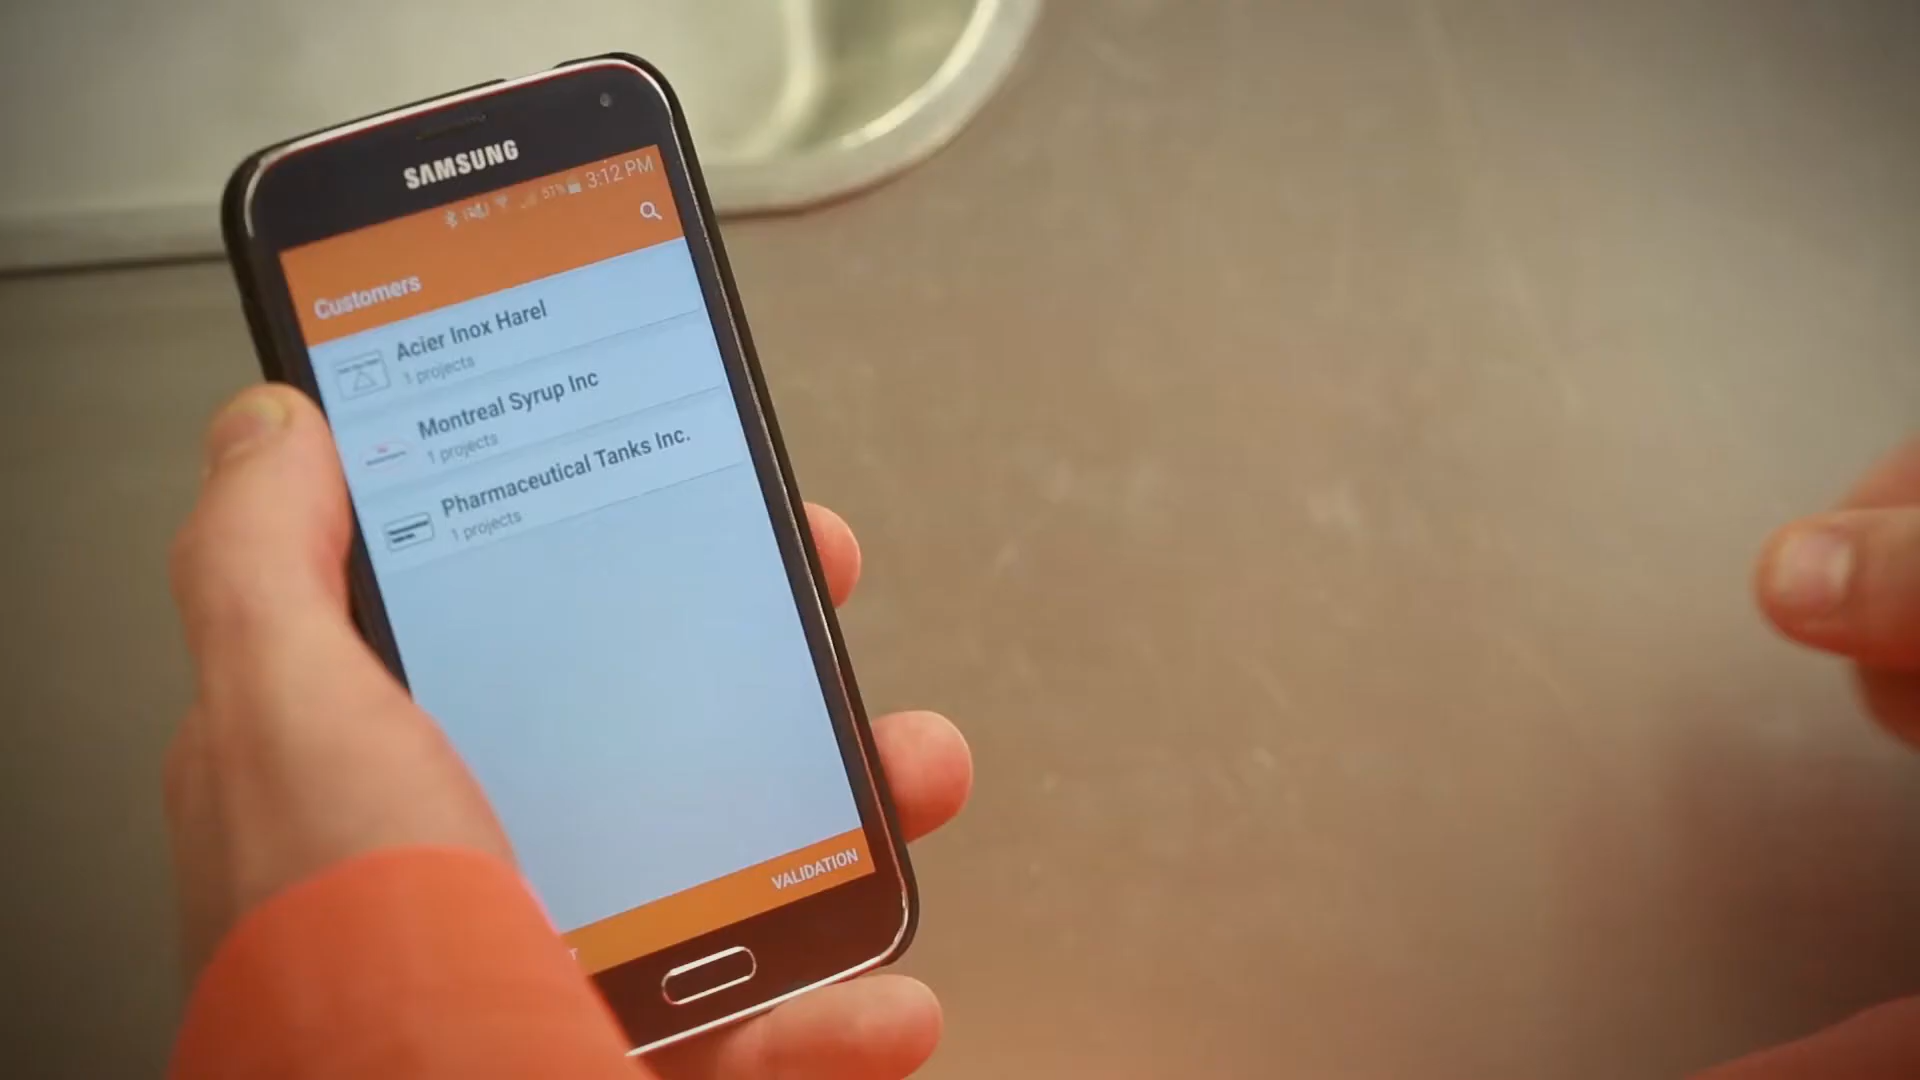 SAMSUNG
57% 3:12 PM
Customers
Acier Inox Harel
1 projects
Montreal Syrup Inc
1 projects
Pharmaceutical Tanks Inc.
1 projects
VALIDATION